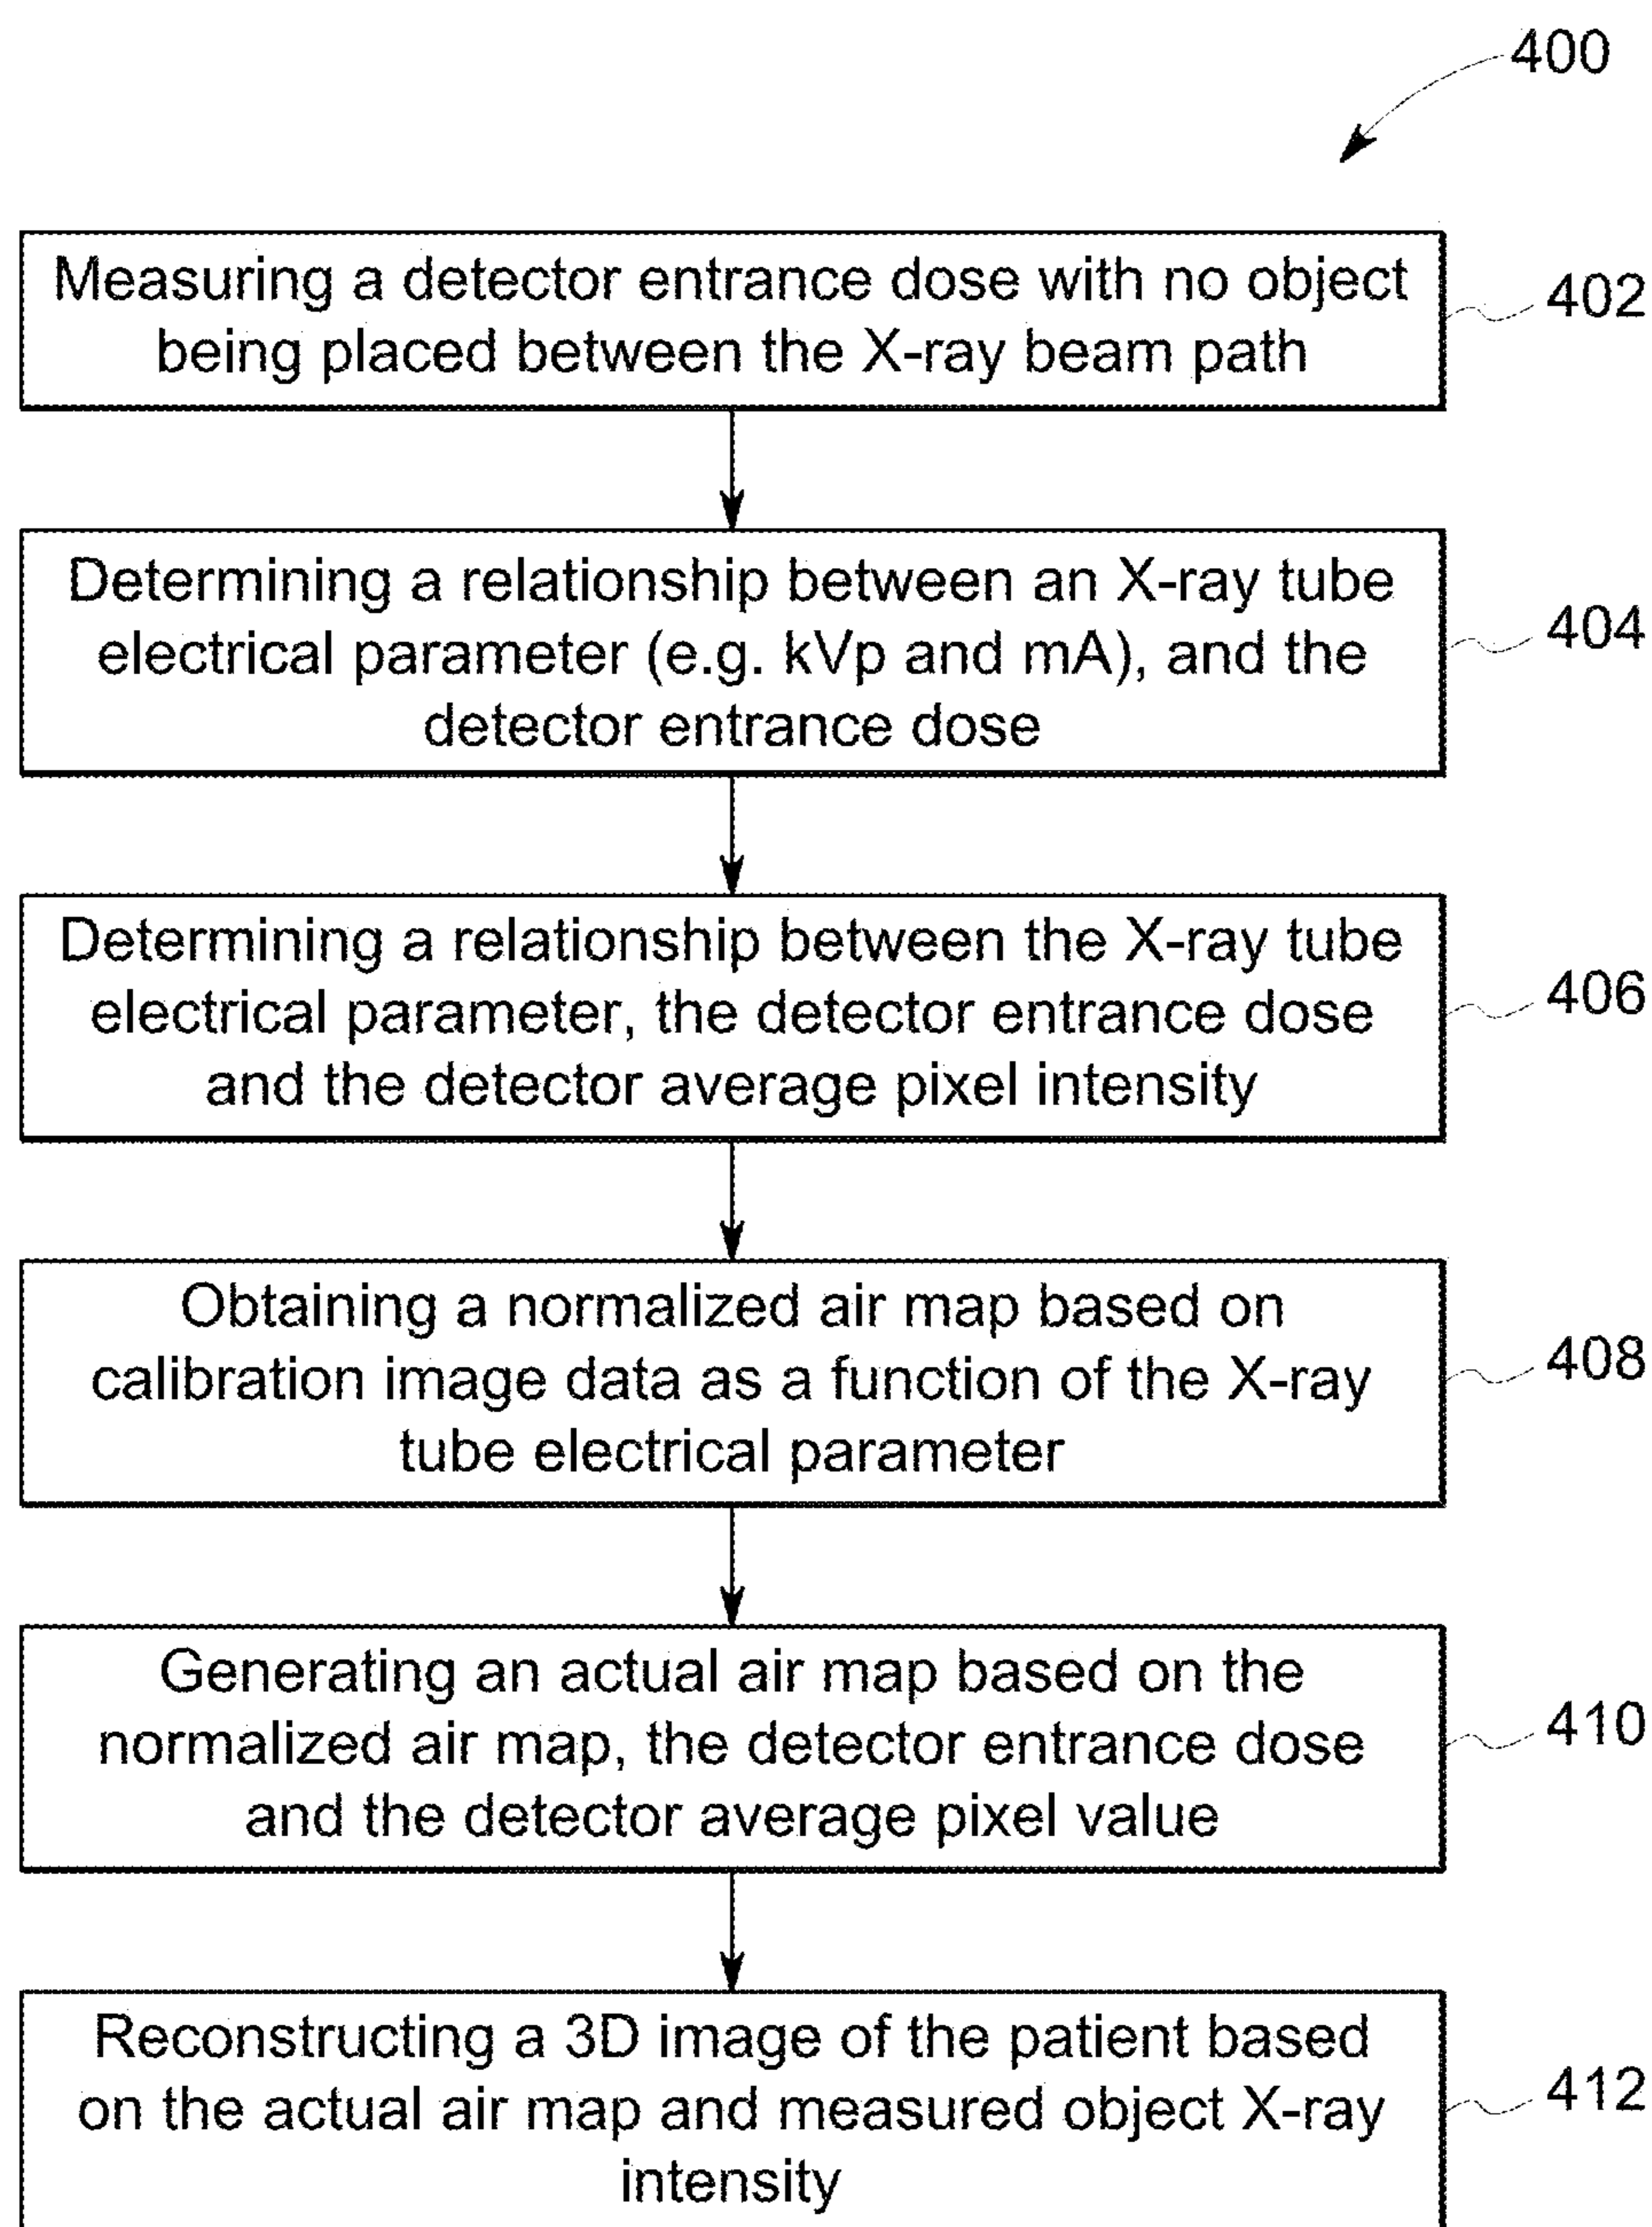 400
Measuring a detector entrance dose with no object
being placed between the X-ray beam path
402
Determining a relationship between an X-ray tube
electrical parameter (e.g. kVp and mA), and the
detector entrance dose
404
Determining a relationship between the X-ray tube
electrical parameter, the detector entrance dose
and the detector average pixel intensity
406
Obtaining a normalized air map based on
calibration image data as a function of the X-ray
tube electrical parameter
408
Generating an actual air map based on the
normalized air map, the detector entrance dose
and the detector average pixel value
410
Reconstructing a 3D image of the patient based
on the actual air map and measured object X-ray
intensity
412